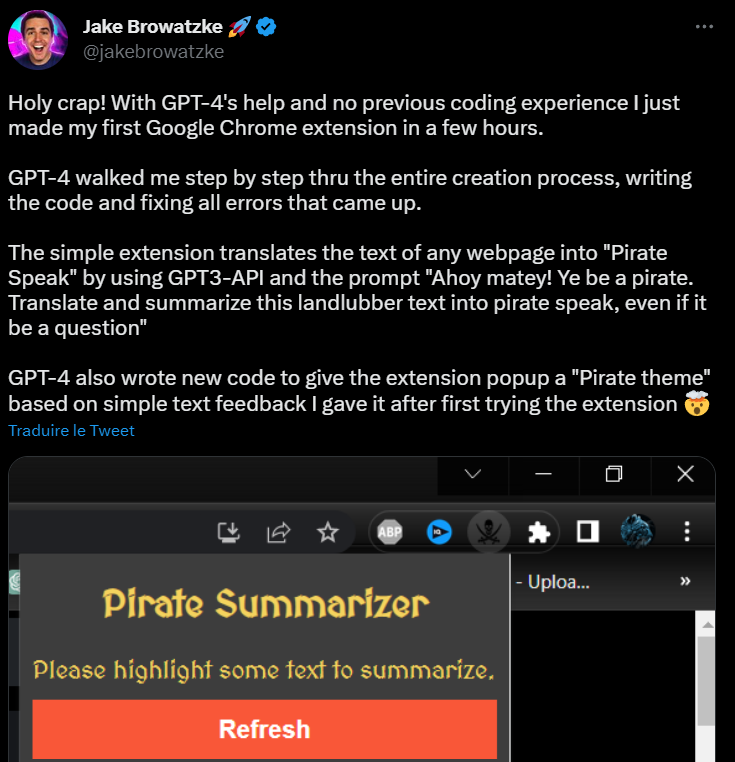 Jake Browatzke 🚀
@jakebrowatzke
Holy crap! With GPT-4's help and no previous coding experience I just
made my first Google Chrome extension in a few hours.
GPT-4 walked me step by step thru the entire creation process, writing
the code and fixing all errors that came up.
The simple extension translates the text of any webpage into "Pirate
Speak" by using GPT3-API and the prompt "Ahoy matey! Ye be a pirate.
Translate and summarize this landlubber text into pirate speak, even if it
be a question"
GPT-4 also wrote new code to give the extension popup a "Pirate theme"
based on simple text feedback I gave it after first trying the extension 🤯
Traduire le Tweet
ABP
IQ
- Uploa...
Pirate Summarizer
Please highlight some text to summarize.
Refresh